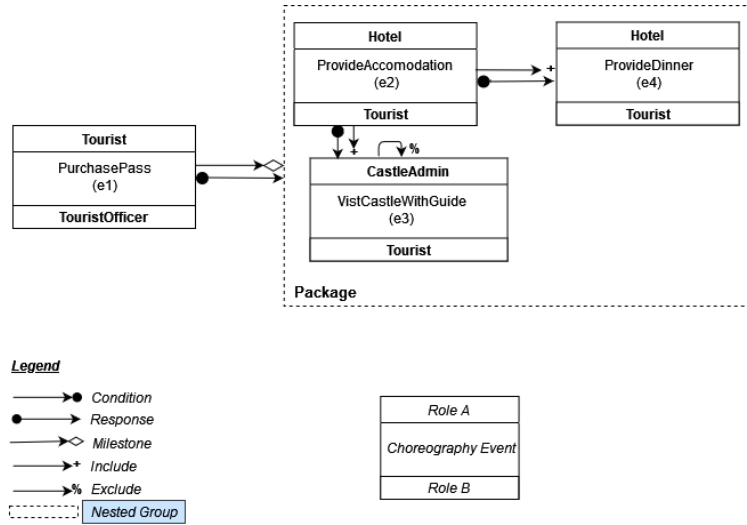 Hotel
ProvideAccomodation
(e2)
Tourist
+
Hotel
ProvideDinner
(e4)
Tourist
Tourist
PurchasePass
(e1)
TouristOfficer
+
%
CastleAdmin
VistCastleWithGuide
(e3)
Tourist
Package
Legend
Condition
Response
Milestone
+ Include
% Exclude
Nested Group
Role A
Choreography Event
Role B